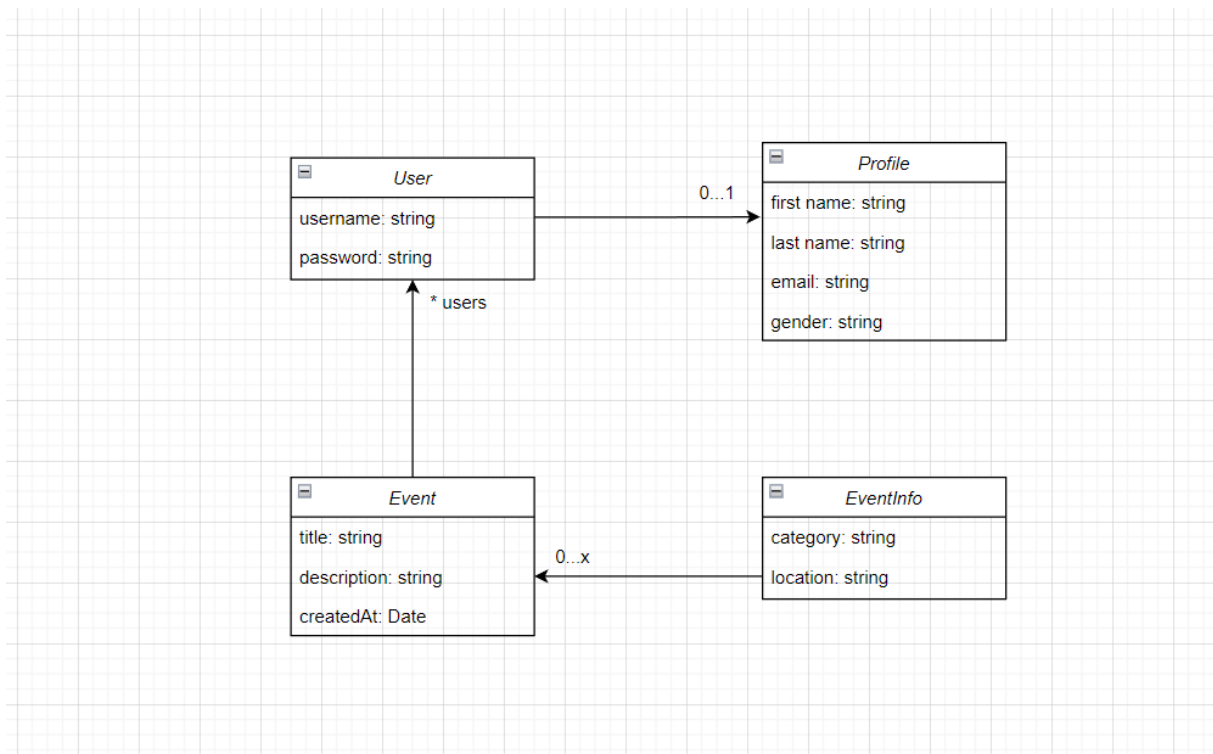 User
username: string
password: string
0...1
Profile
first name: string
last name: string
email: string
gender: string
* users
Event
title: string
description: string
createdAt: Date
0...x
EventInfo
category: string
location: string